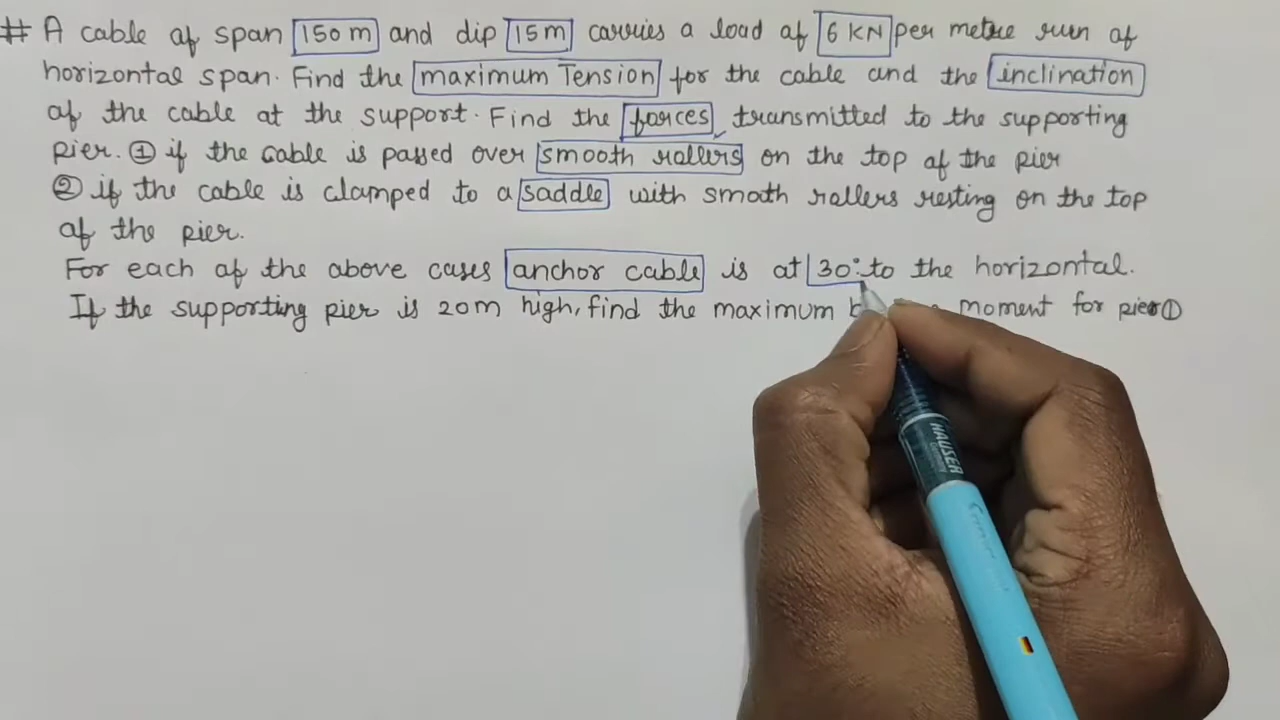 # A cable of span 150 m and dip 15 m carries a load of 6 KN per metre run of
horizontal span. Find the maximum Tension for the cable and the inclination
of the cable at the support. Find the forces transmitted to the supporting
pier. ① if the cable is passed over smooth rollers on the top of the pier
② if the cable is clamped to a saddle with smoth rollers resting on the top
of the pier.
For each of the above cases anchor cable is at 30° to the horizontal.
If the supporting pier is 20m high, find the maximum moment for pier ①
HAUSER